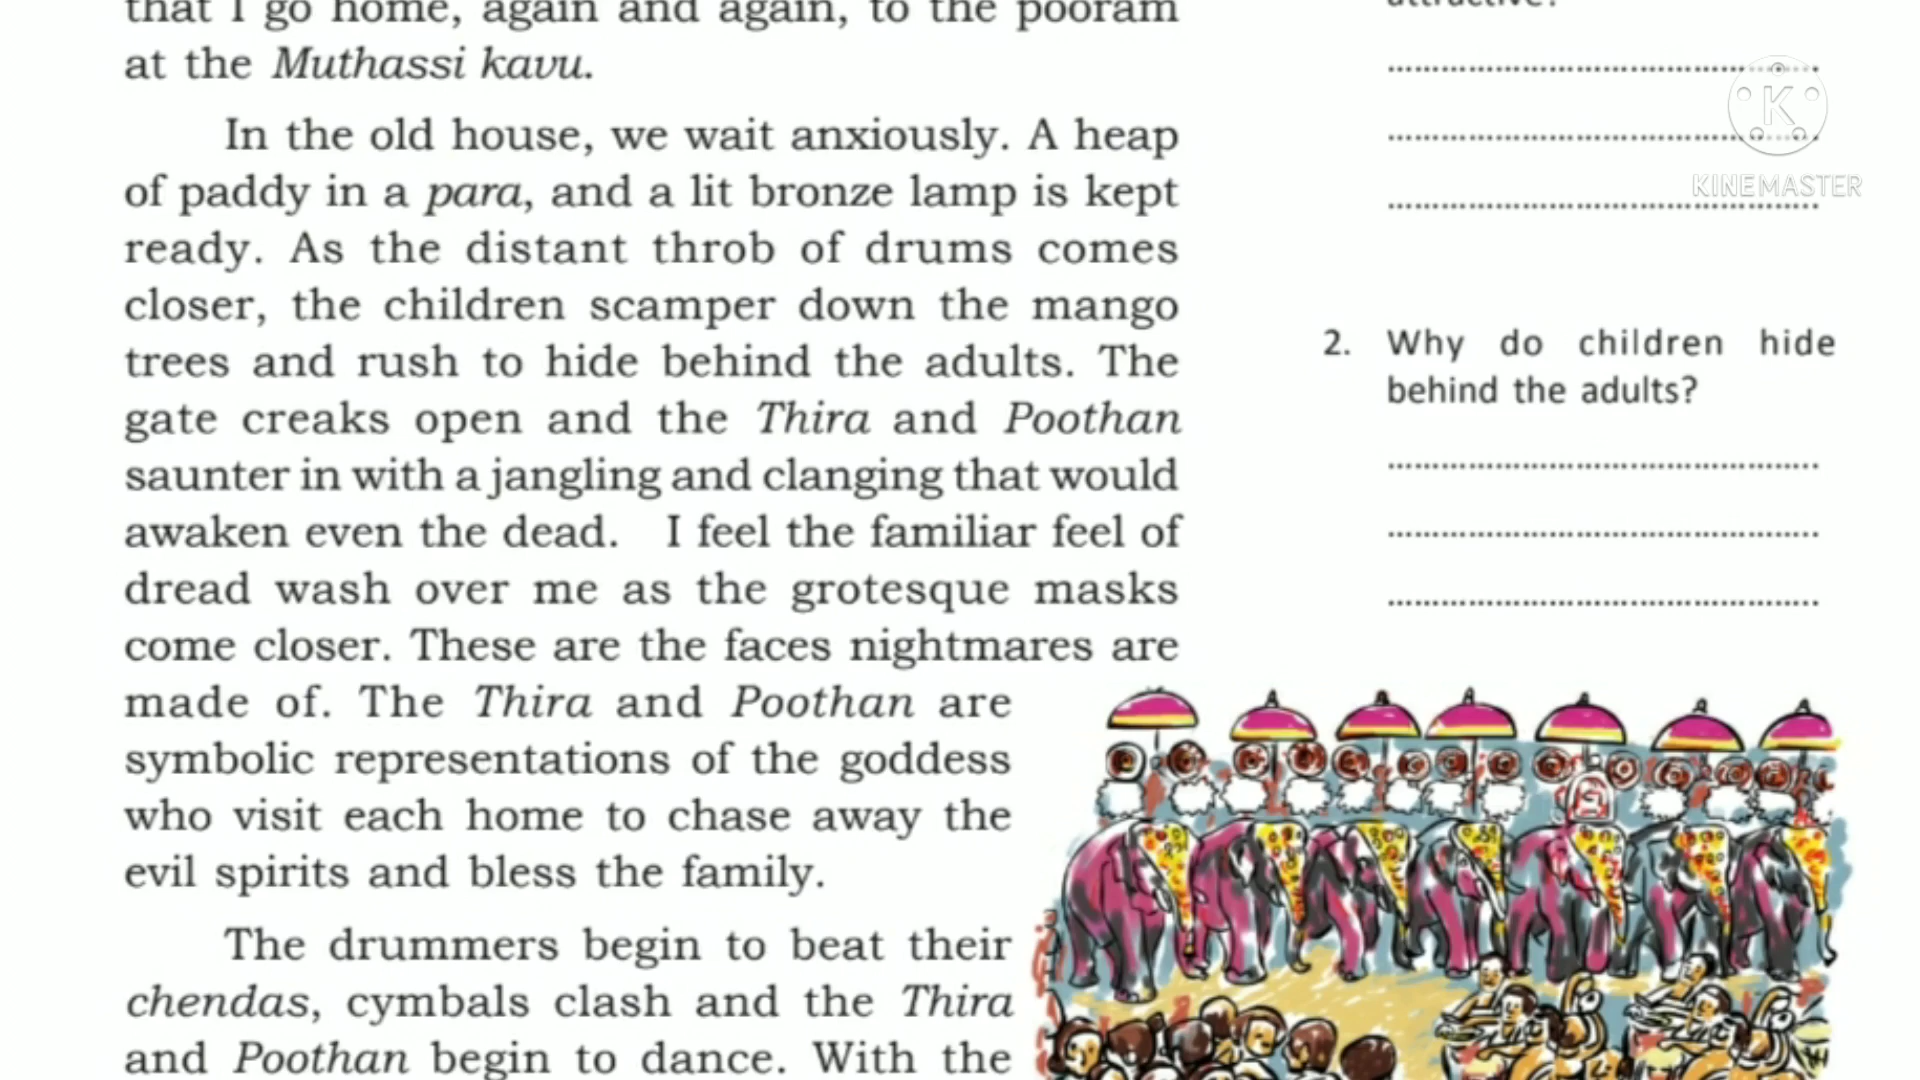 that I go home, again and again, to the pooram
at the Muthassi kavu.
In the old house, we wait anxiously. A heap
of paddy in a para, and a lit bronze lamp is kept
ready. As the distant throb of drums comes
closer, the children scamper down the mango
trees and rush to hide behind the adults. The
gate creaks open and the Thira and Poothan
saunter in with a jangling and clanging that would
awaken even the dead. I feel the familiar feel of
dread wash over me as the grotesque masks
come closer. These are the faces nightmares are
made of. The Thira and Poothan are
symbolic representations of the goddess
who visit each home to chase away the
evil spirits and bless the family.
The drummers begin to beat their
chendas, cymbals clash and the Thira
and Poothan begin to dance. With the
attractive?
K
KINEMASTER
2. Why do children hide
behind the adults?